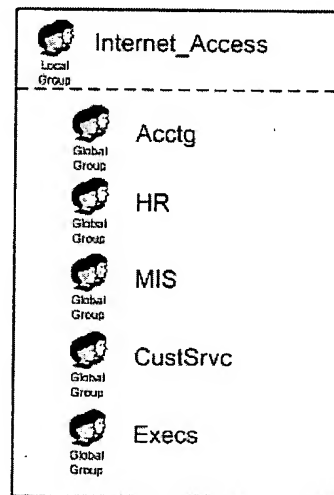 Internet_Access
Local
Group
Acctg
Global
Group
HR
Global
Group
MIS
Global
Group
CustSrvc
Global
Group
Execs
Global
Group